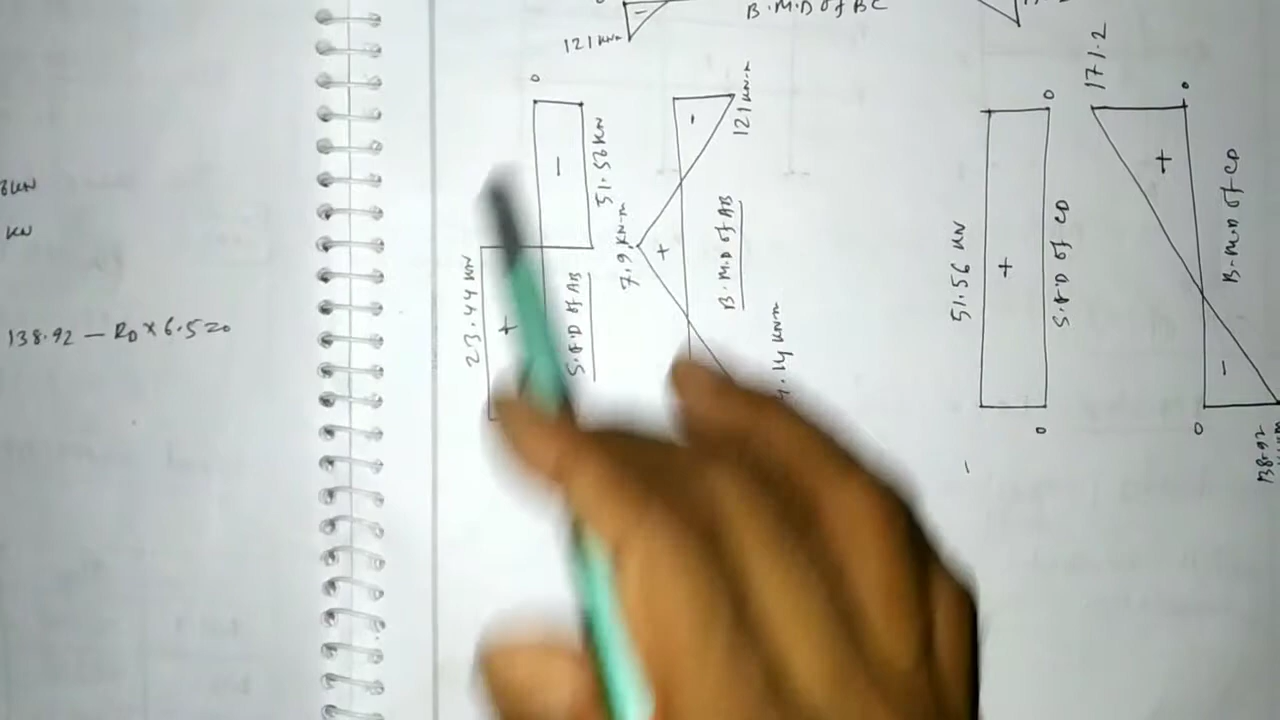 KN
138.92 — RD × 6.5=0
121 KNm
B.M.D of BC
0
—
51.56 KN
23.44 KN
+
S.F.D of AB
—
121 KN-m
7.9 KN-m
+
B.M.D of AB
0
51.56 KN
+
S.F.D of CD
0
171.2
0
+
B.M.D of CD
—
0
138.92